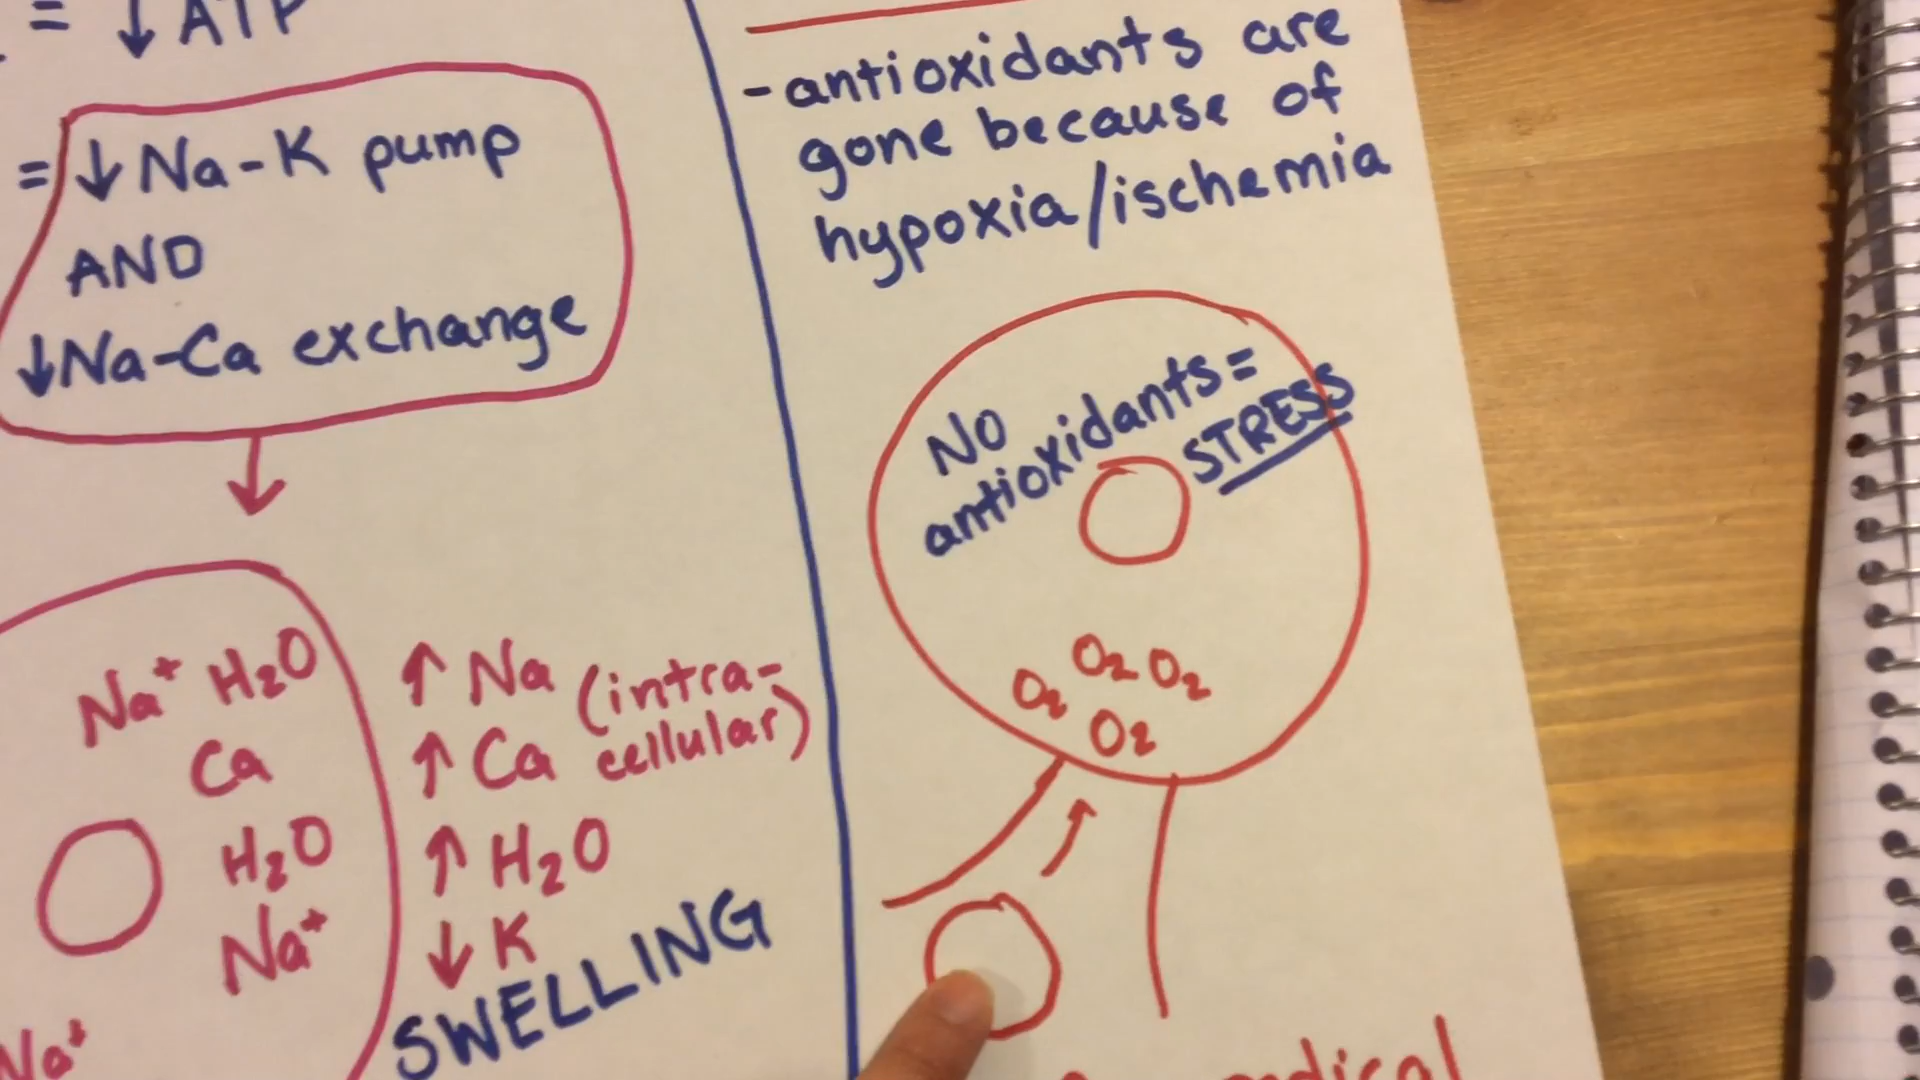 = ↓ ATP
= ↓ Na-K pump
AND
↓ Na-Ca exchange
Na⁺ H₂O
Ca
H₂O
Na⁺
Na⁺
↑ Na (intra-
↑ Ca cellular)
↑ H₂O
↓ K
SWELLING
- antioxidants are
gone because of
hypoxia/ischemia
NO
antioxidants =
STRESS
O₂ O₂ O₂
O₂